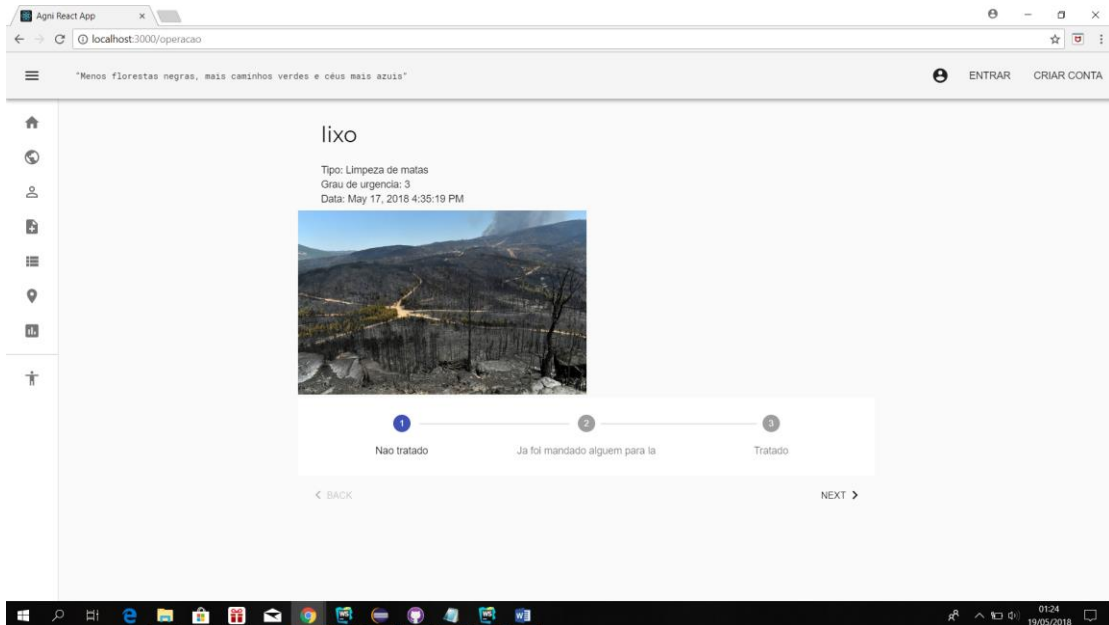 Agni React App
localhost:3000/operacao
"Menos florestas negras, mais caminhos verdes e céus mais azuis"
ENTRAR
CRIAR CONTA
lixo
Tipo: Limpeza de matas
Grau de urgencia: 3
Data: May 17, 2018 4:35:19 PM
1
2
3
Nao tratado
Ja foi mandado alguem para la
Tratado
BACK
NEXT
01:24
19/05/2018